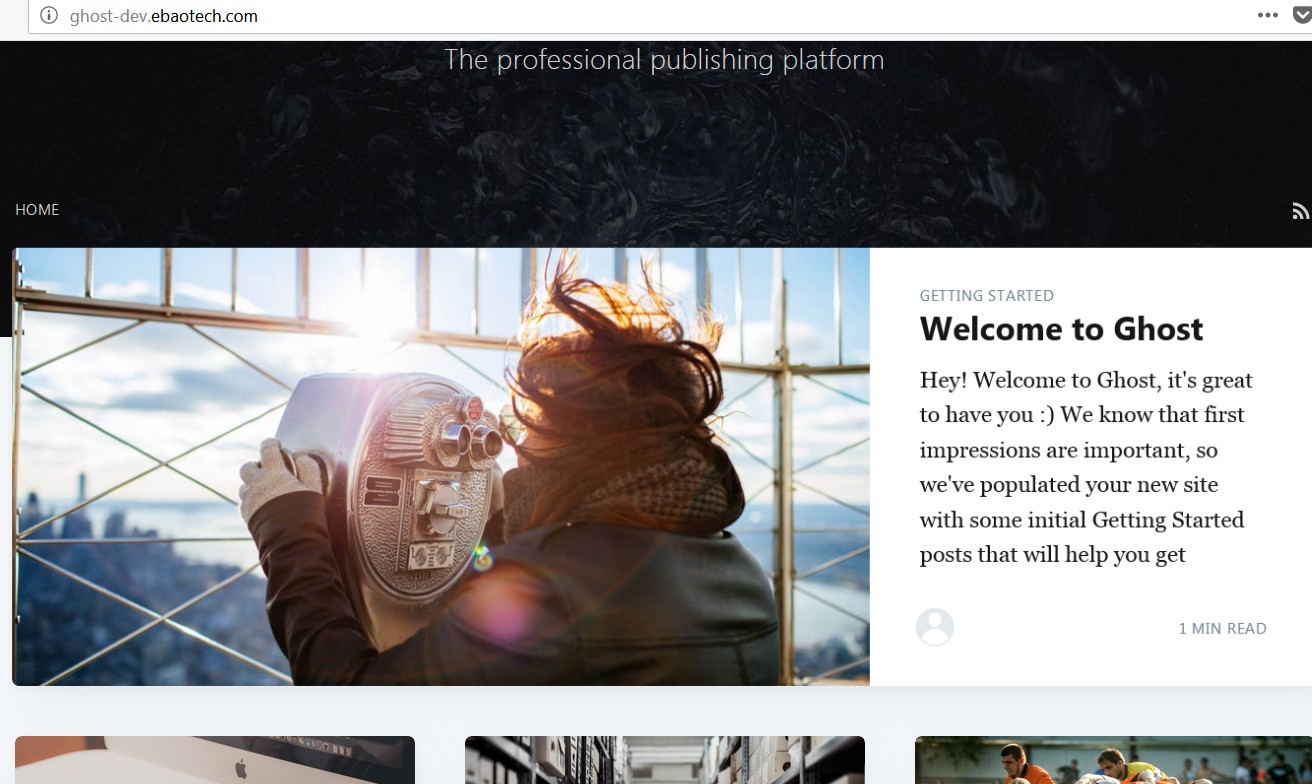 ghost-dev.ebaotech.com
The professional publishing platform
HOME
GETTING STARTED
Welcome to Ghost
Hey! Welcome to Ghost, it's great
to have you :) We know that first
impressions are important, so
we've populated your new site
with some initial Getting Started
posts that will help you get
1 MIN READ